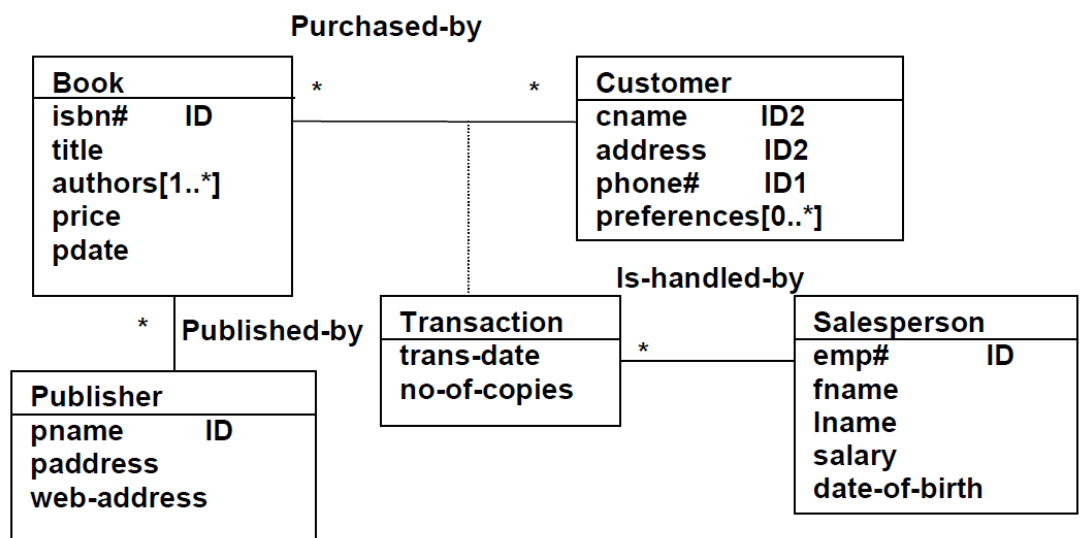 Purchased-by
Book
isbn# ID
title
authors[1..*]
price
pdate
*
*
Customer
cname ID2
address ID2
phone# ID1
preferences[0..*]
Is-handled-by
*
Published-by
Transaction
trans-date
no-of-copies
*
Salesperson
emp# ID
fname
lname
salary
date-of-birth
Publisher
pname ID
paddress
web-address